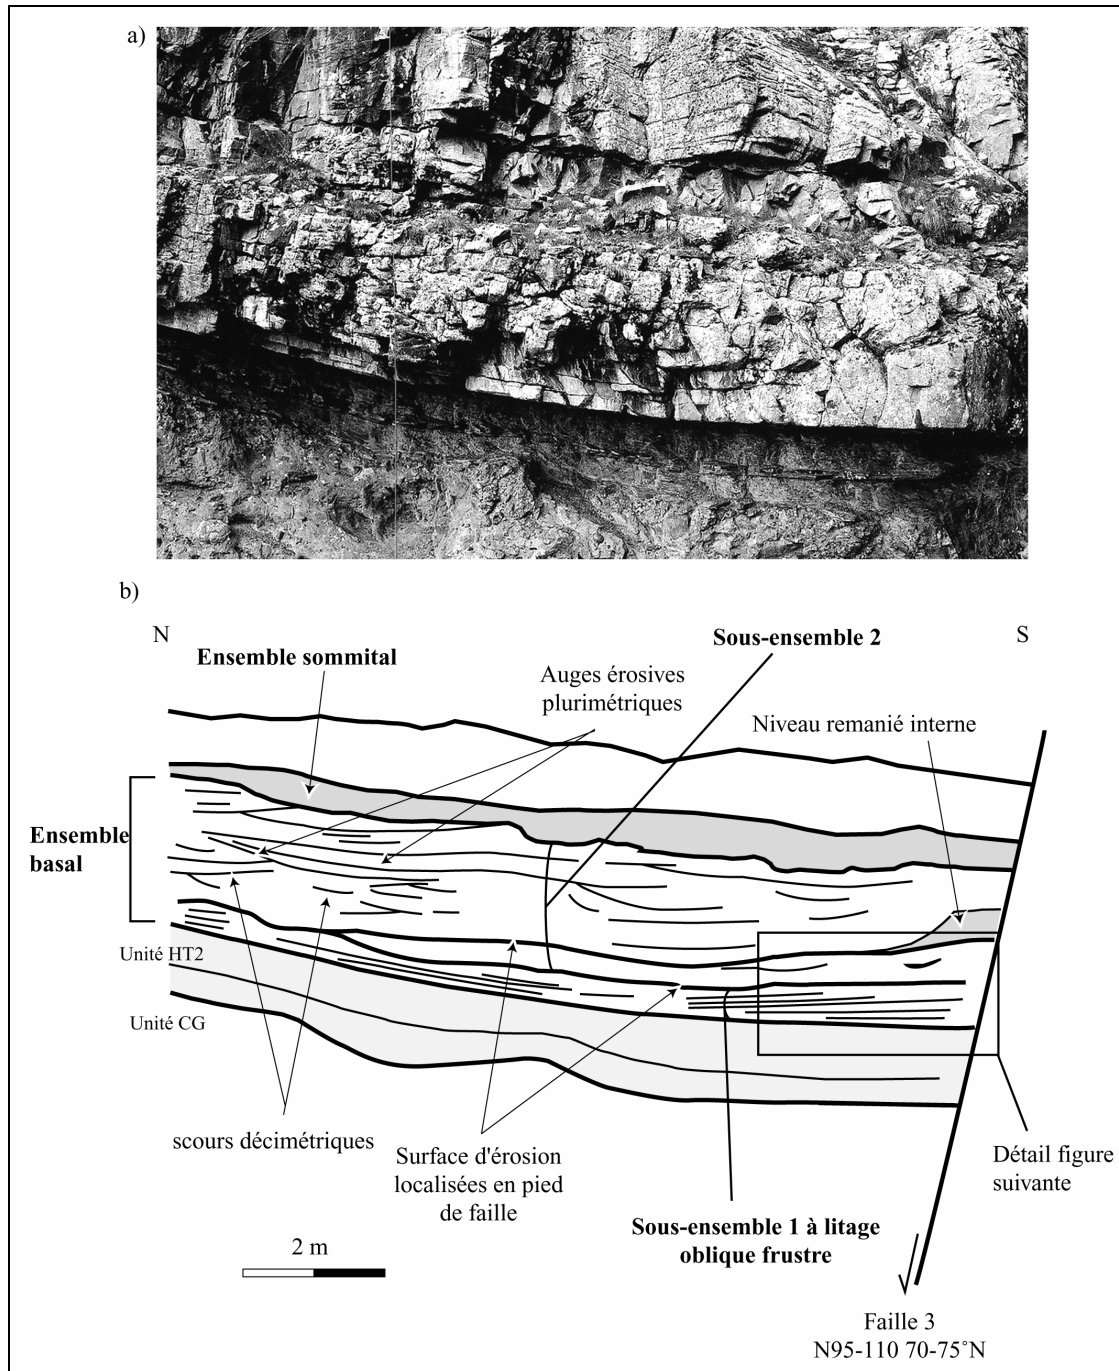 a)
b)
N
S
Ensemble sommital
Sous-ensemble 2
Auges érosives
plurimétriques
Niveau remanié interne
Ensemble
basal
Unité HT2
Unité CG
scours décimétriques
Surface d'érosion
localisées en pied
de faille
Détail figure
suivante
Sous-ensemble 1 à litage
oblique frustre
2 m
Faille 3
N95-110 70-75°N